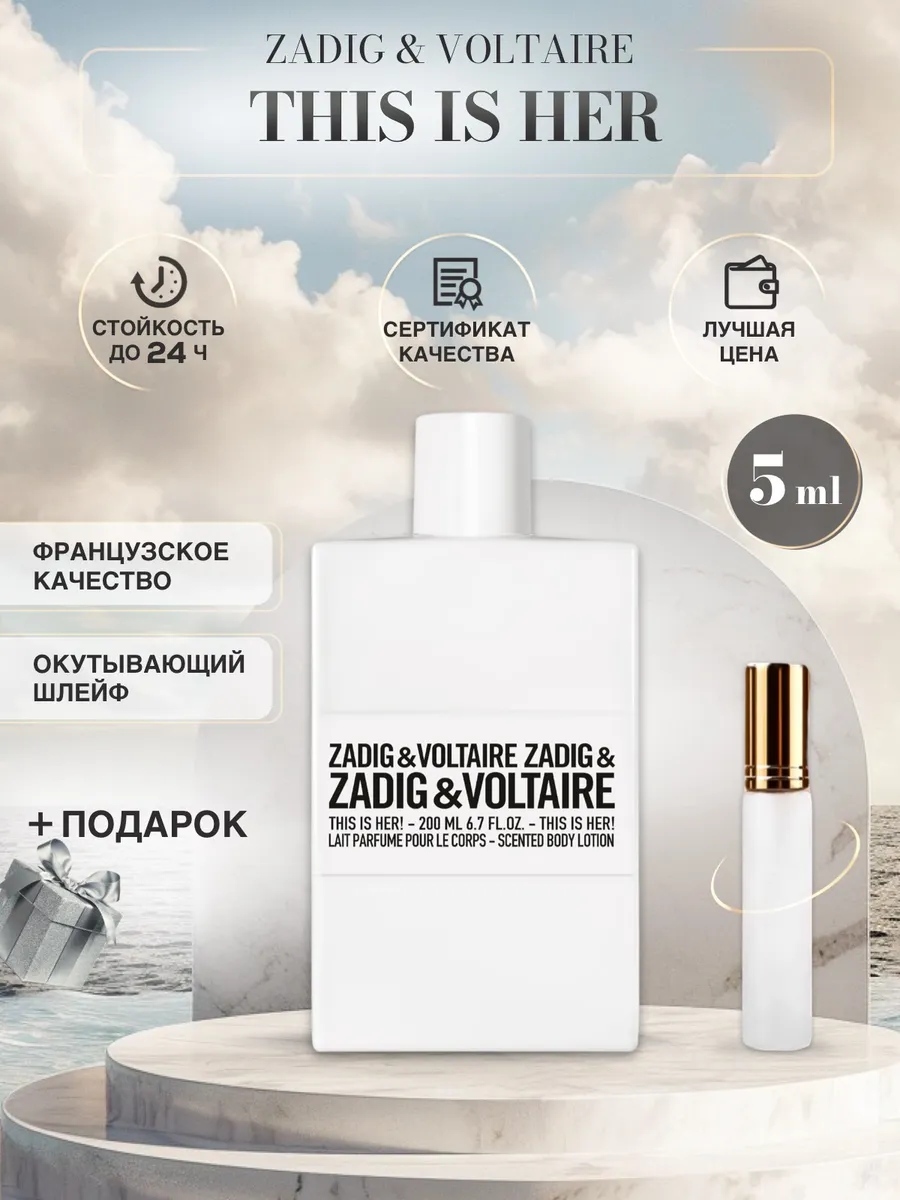 ZADIG & VOLTAIRE
THIS IS HER
СТОЙКОСТЬ
ДО 24 Ч
СЕРТИФИКАТ
КАЧЕСТВА
ЛУЧШАЯ
ЦЕНА
5 ml
ФРАНЦУЗСКОЕ
КАЧЕСТВО
ОКУТЫВАЮЩИЙ
ШЛЕЙФ
+ ПОДАРОК
ZADIG & VOLTAIRE ZADIG &
ZADIG & VOLTAIRE
THIS IS HER! – 200 ML 6.7 FL.OZ. – THIS IS HER!
LAIT PARFUME POUR LE CORPS – SCENTED BODY LOTION